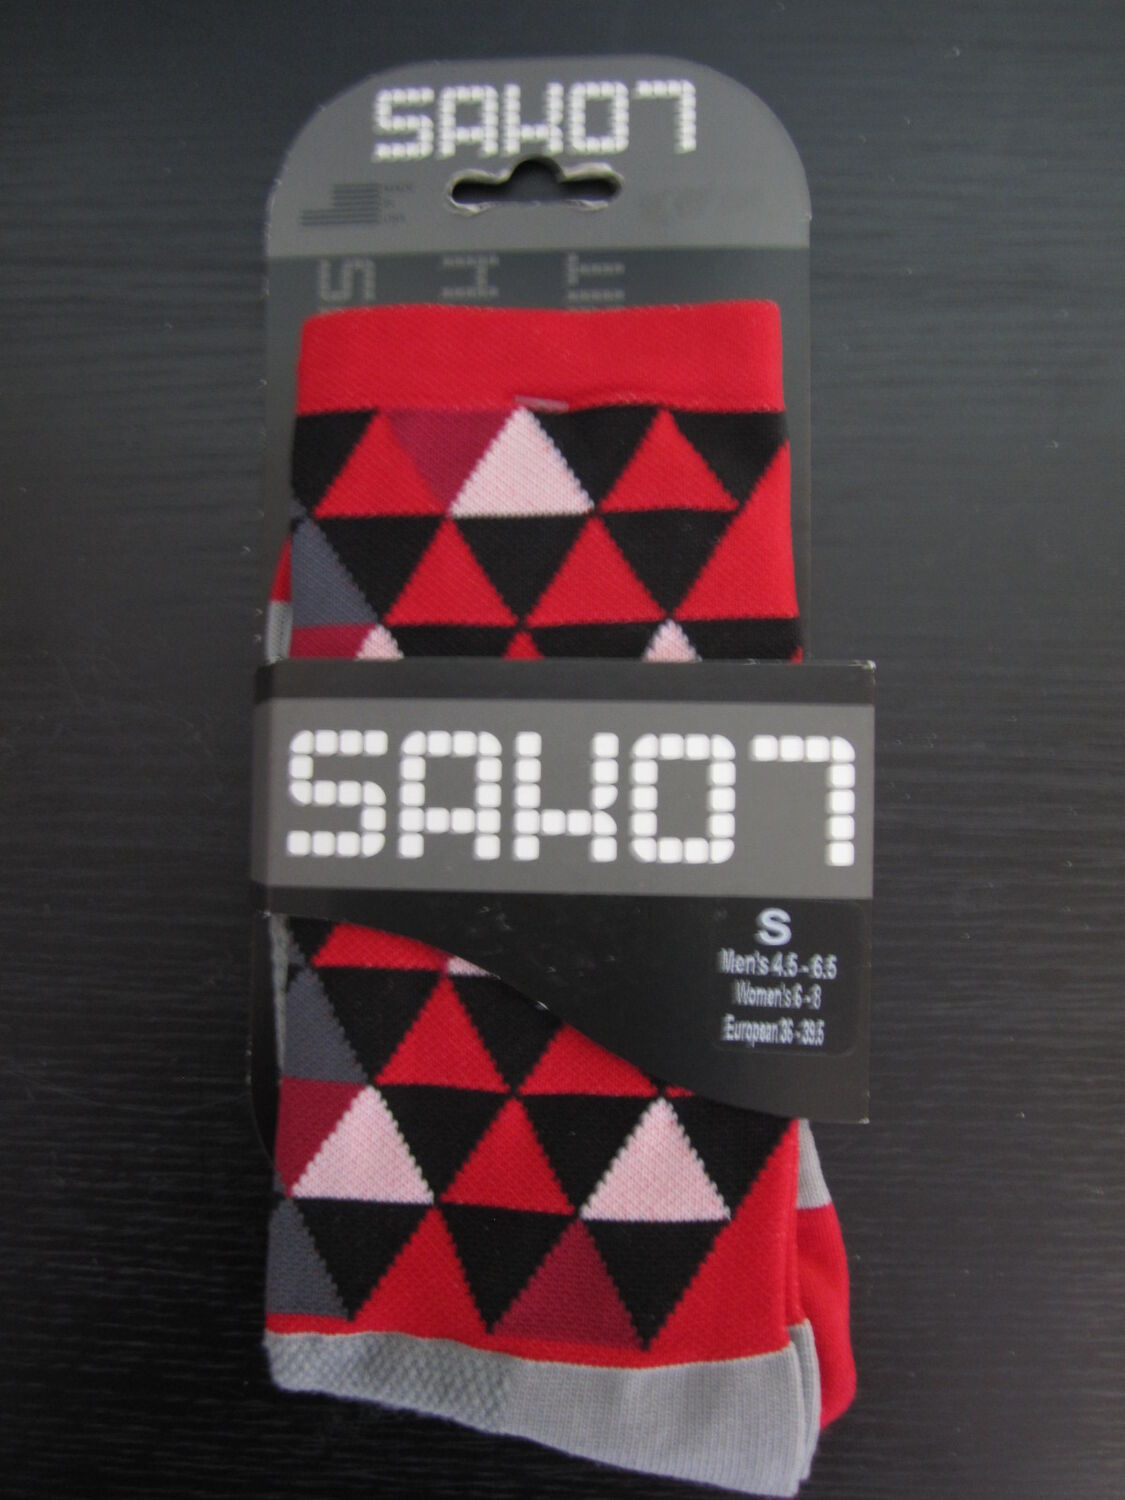 SAKO7
MADE
IN
USA
SAKO7
S
Men's 4.5 - 6.5
Women's 6 - 8
European 36 - 39.5